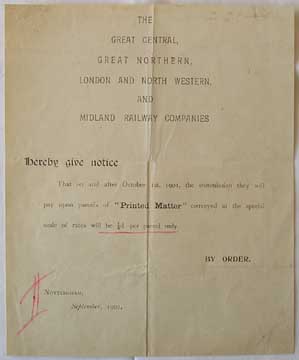 THE
GREAT CENTRAL,
GREAT NORTHERN,
LONDON AND NORTH WESTERN,
AND
MIDLAND RAILWAY COMPANIES
Hereby give notice
That on and after October 1st, 1901, the commission they will
pay upon parcels of "Printed Matter" conveyed at the special
scale of rates will be ½d per parcel only.
BY ORDER.
NOTTINGHAM,
September, 1901.